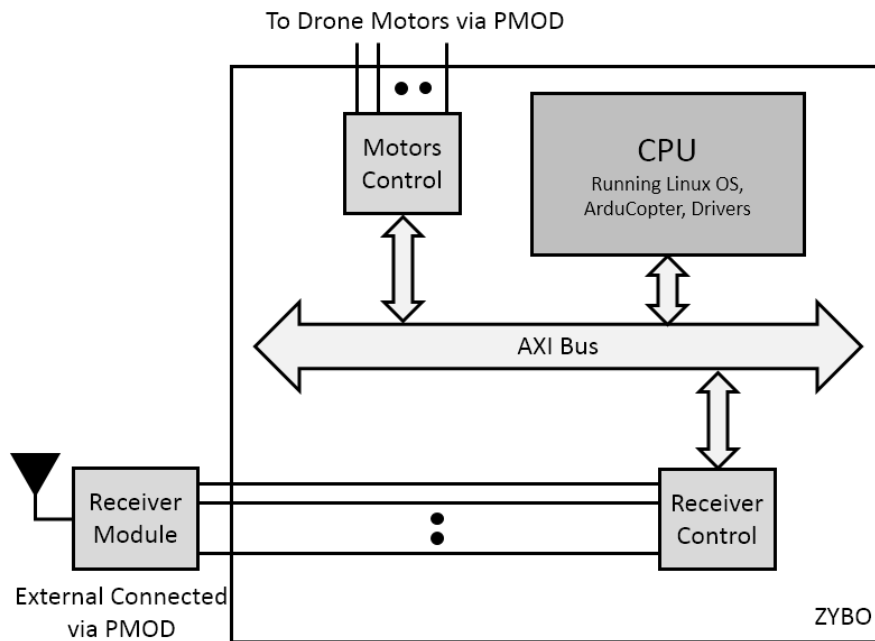 To Drone Motors via PMOD
Motors
Control
CPU
Running Linux OS,
ArduCopter, Drivers
AXI Bus
Receiver
Module
Receiver
Control
External Connected
via PMOD
ZYBO